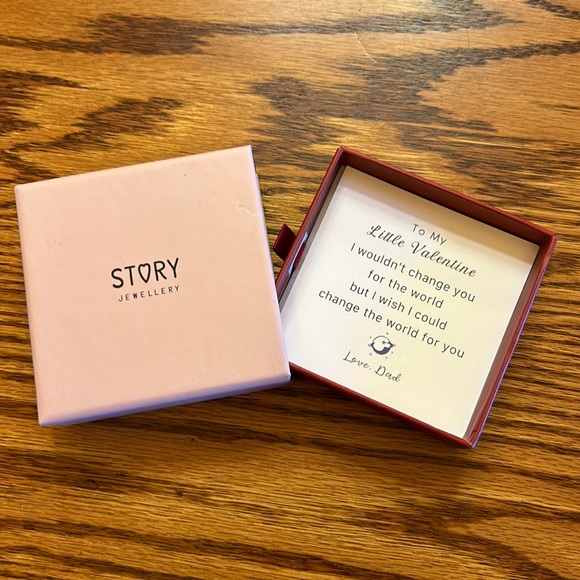 STORY
JEWELLERY
To My
Little Valentine
I wouldn't change you
for the world
but I wish I could
change the world for you
Love, Dad